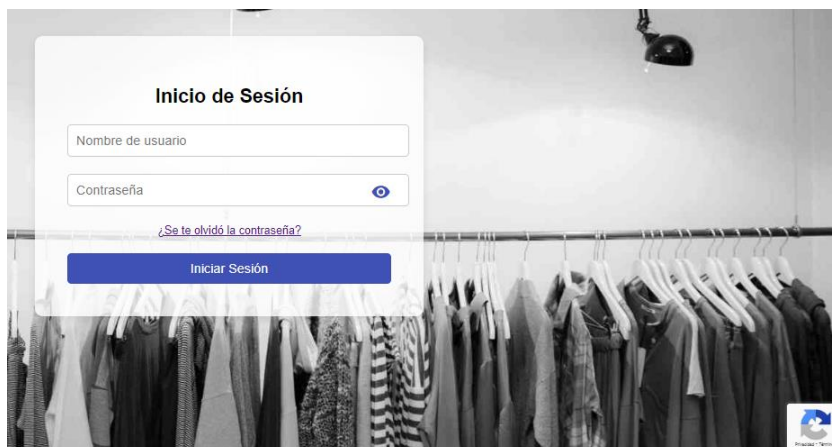 Inicio de Sesión
Nombre de usuario
Contraseña
¿Se te olvidó la contraseña?
Iniciar Sesión